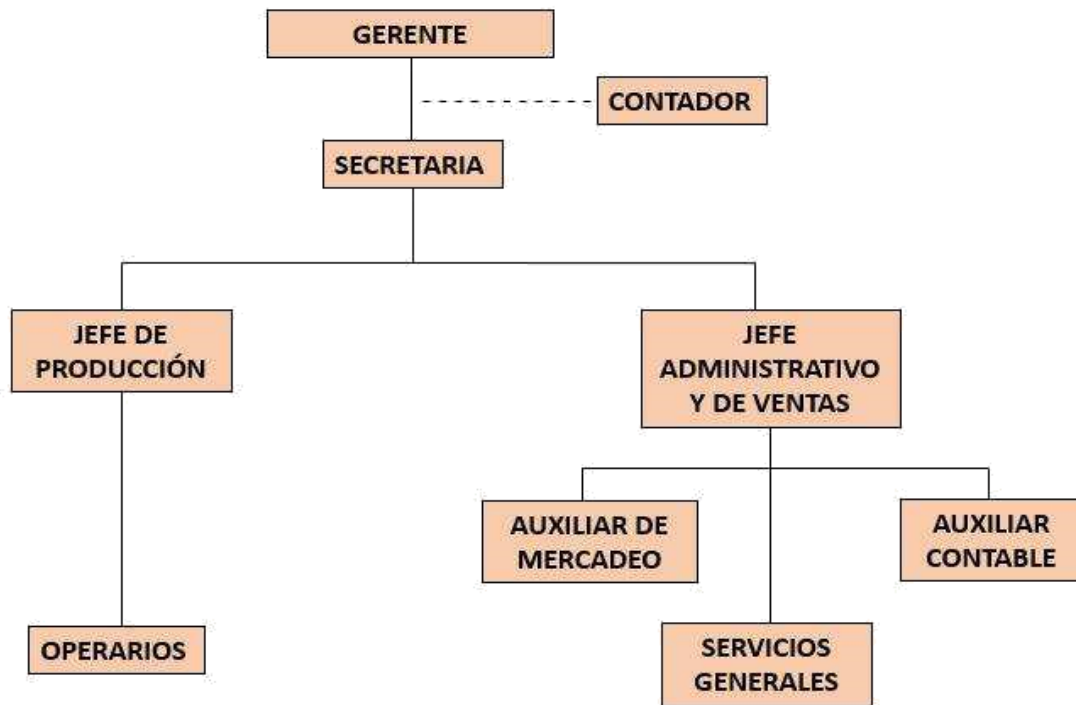 GERENTE
CONTADOR
SECRETARIA
JEFE DE
PRODUCCIÓN
JEFE
ADMINISTRATIVO
Y DE VENTAS
AUXILIAR DE
MERCADEO
AUXILIAR
CONTABLE
OPERARIOS
SERVICIOS
GENERALES